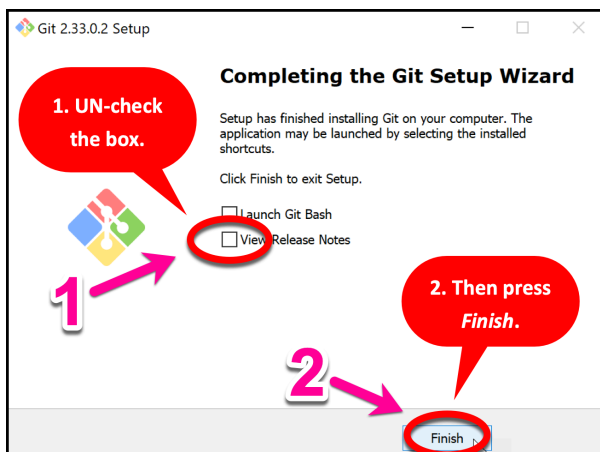 Git 2.33.0.2 Setup
Completing the Git Setup Wizard
1. UN-check
the box.
Setup has finished installing Git on your computer. The
application may be launched by selecting the installed
shortcuts.
Click Finish to exit Setup.
Launch Git Bash
View Release Notes
1
2. Then press
Finish.
2
Finish